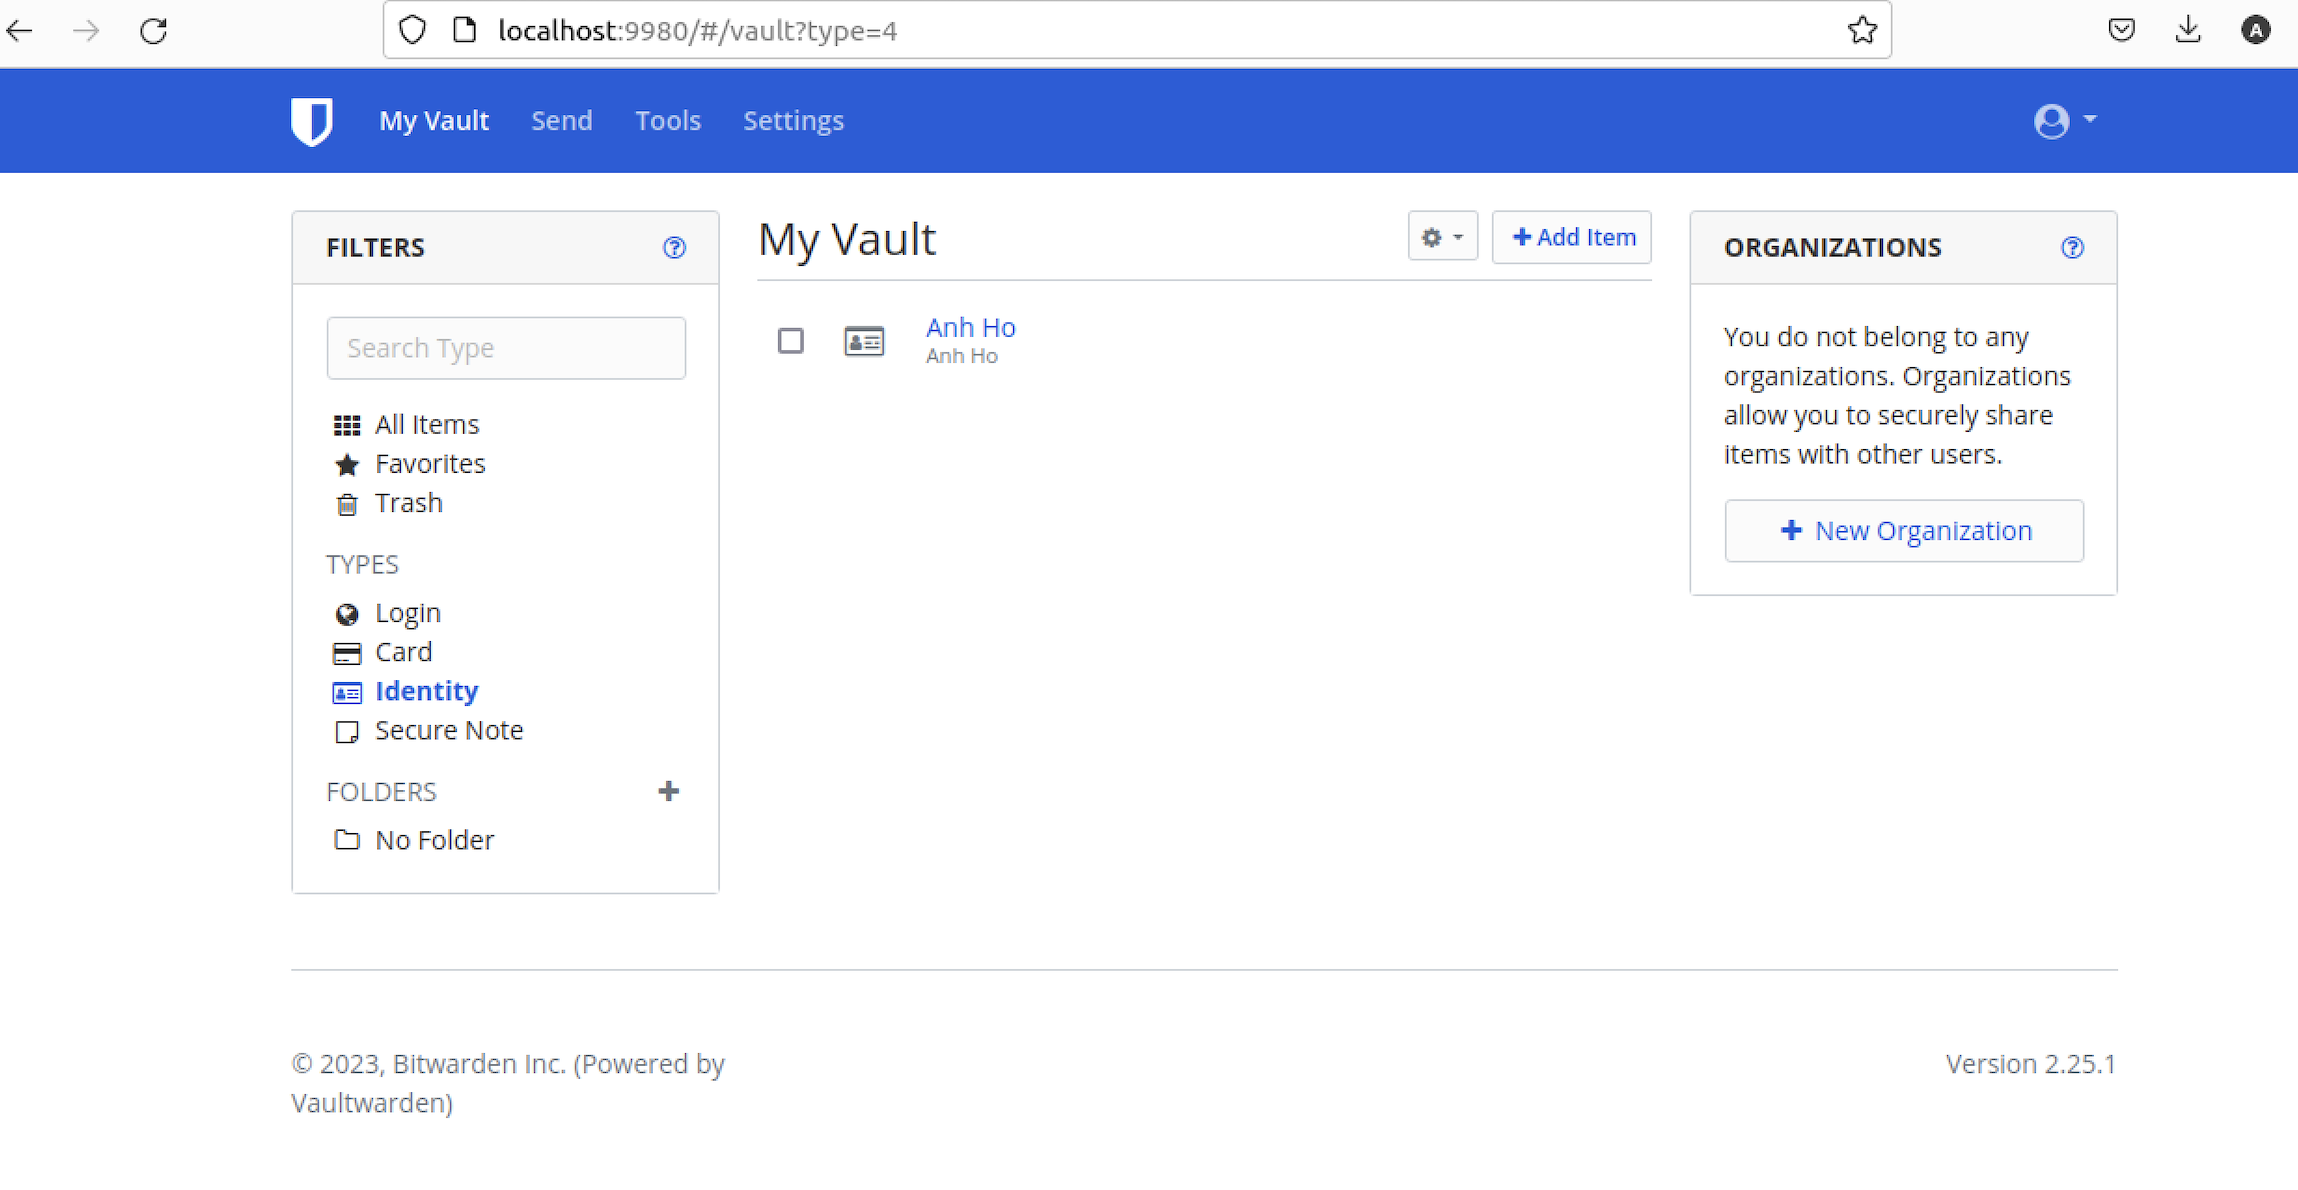 localhost:9980/#/vault?type=4
A
My Vault
Send
Tools
Settings
FILTERS
Search Type
All Items
Favorites
Trash
TYPES
Login
Card
Identity
Secure Note
FOLDERS
No Folder
My Vault
Add Item
Anh Ho
Anh Ho
ORGANIZATIONS
You do not belong to any
organizations. Organizations
allow you to securely share
items with other users.
New Organization
© 2023, Bitwarden Inc. (Powered by
Vaultwarden)
Version 2.25.1